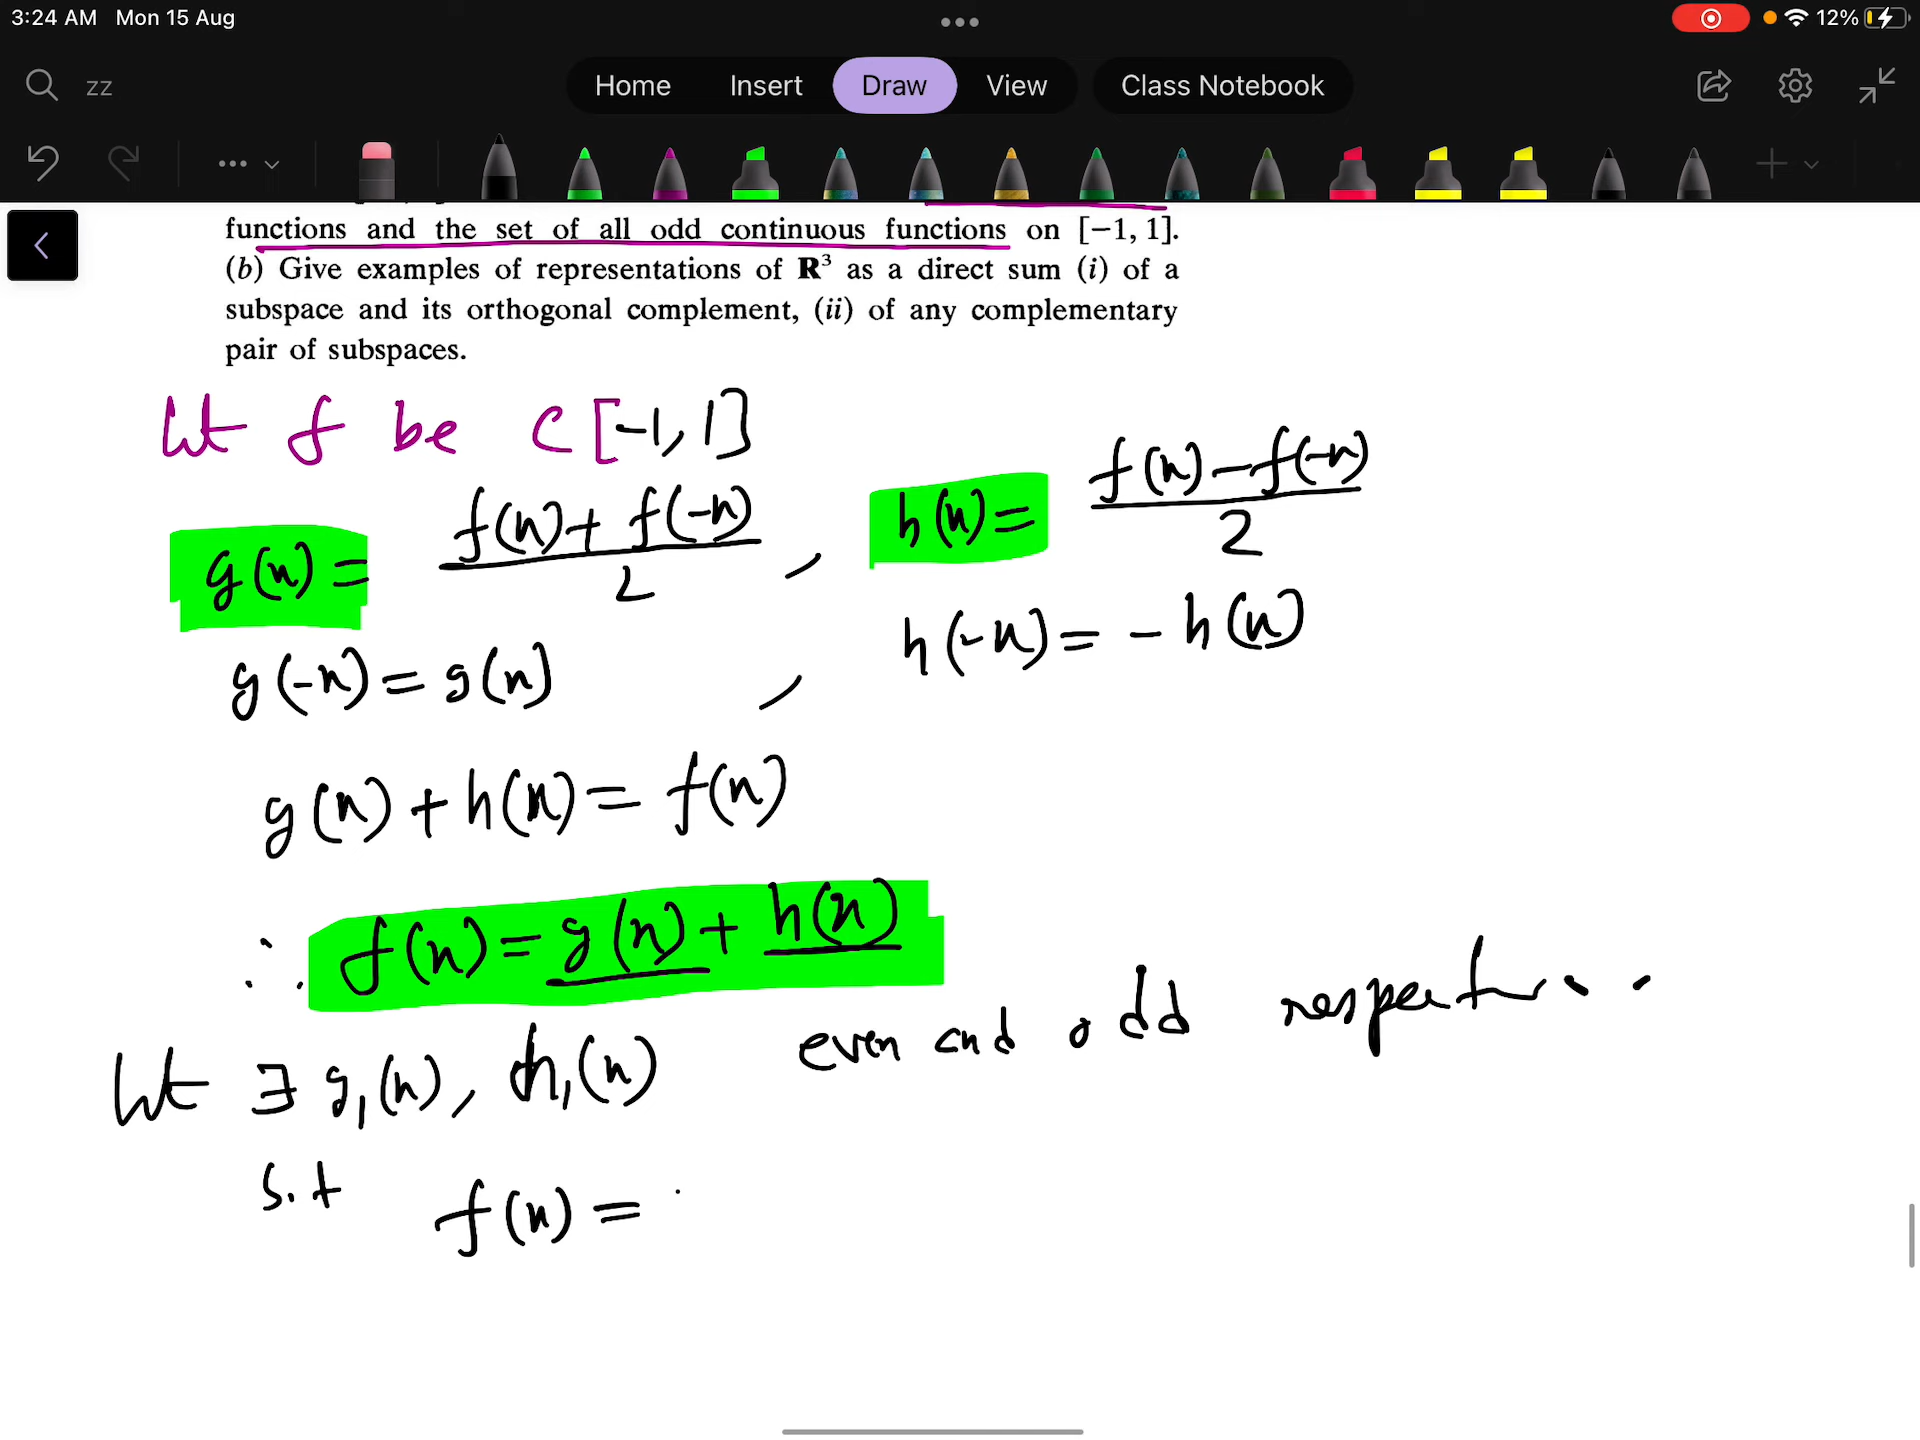 3:24 AM Mon 15 Aug 12%
zz Home Insert Draw View Class Notebook
functions and the set of all odd continuous functions on [−1, 1].
(b) Give examples of representations of R³ as a direct sum (i) of a
subspace and its orthogonal complement, (ii) of any complementary
pair of subspaces.
let f be C[-1, 1]
g(x) = f(x) + f(-x) / 2 , h(x) = f(x) - f(-x) / 2
g(-x) = g(x) , h(-x) = - h(x)
g(x) + h(x) = f(x)
∴ f(x) = g(x) + h(x)
let ∃ g₁(x), h₁(x) even and odd
s.t f(x) =